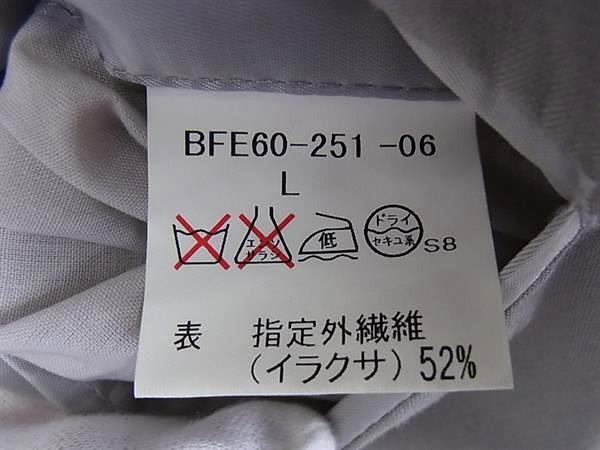 BFE60-251 -06
L
エンソ
サラシ
低
ドライ
セキユ系
S8
表 指定外繊維
(イラクサ) 52%